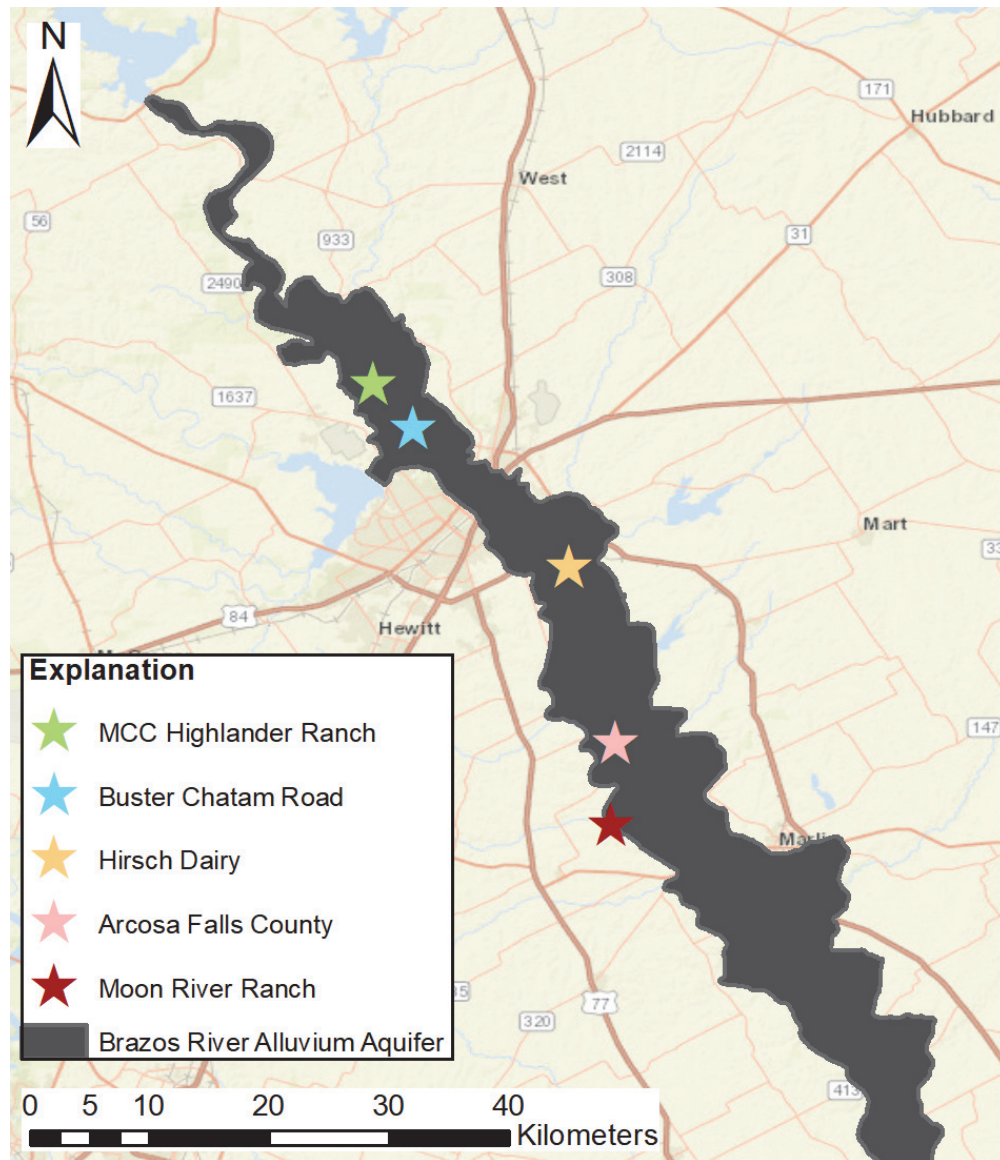 N
171
Hubbard
2114
West
56
31
933
308
2490
1637
Mart
84
Hewitt
Explanation
MCC Highlander Ranch
147
Buster Chatam Road
Hirsch Dairy
Arcosa Falls County
Moon River Ranch
77
320
Brazos River Alluvium Aquifer
413
0 5 10 20 30 40
Kilometers